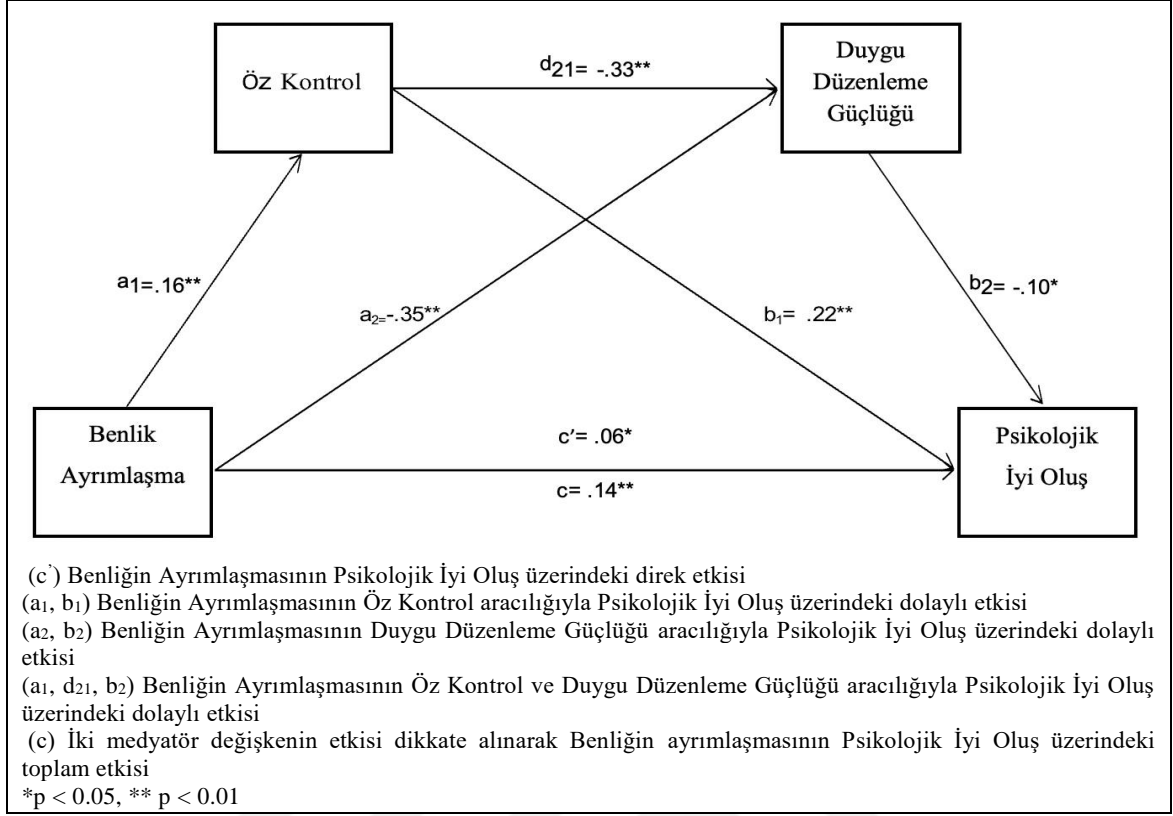 Öz Kontrol
d21= -.33**
Duygu
Düzenleme
Güçlüğü
a1=.16**
a2=-.35**
b1= .22**
b2= -.10*
Benlik
Ayrımlaşma
c'= .06*
c= .14**
Psikolojik
İyi Oluş
(c') Benliğin Ayrımlaşmasının Psikolojik İyi Oluş üzerindeki direk etkisi
(a1, b1) Benliğin Ayrımlaşmasının Öz Kontrol aracılığıyla Psikolojik İyi Oluş üzerindeki dolaylı etkisi
(a2, b2) Benliğin Ayrımlaşmasının Duygu Düzenleme Güçlüğü aracılığıyla Psikolojik İyi Oluş üzerindeki dolaylı
etkisi
(a1, d21, b2) Benliğin Ayrımlaşmasının Öz Kontrol ve Duygu Düzenleme Güçlüğü aracılığıyla Psikolojik İyi Oluş
üzerindeki dolaylı etkisi
(c) İki medyatör değişkenin etkisi dikkate alınarak Benliğin ayrımlaşmasının Psikolojik İyi Oluş üzerindeki
toplam etkisi
*p < 0.05, ** p < 0.01